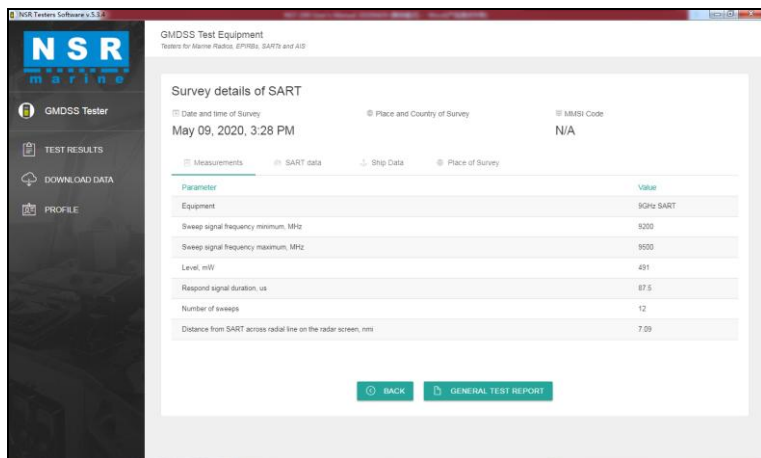 NSR Testers Software v.5.3.4
NSR
marine
GMDSS Tester
TEST RESULTS
DOWNLOAD DATA
PROFILE
GMDSS Test Equipment
Testers for Marine Radios, EPIRBs, SARTs and AIS
Survey details of SART
Date and time of Survey
Place and Country of Survey
MMSI Code
May 09, 2020, 3:28 PM
N/A
Measurements
SART data
Ship Data
Place of Survey
Parameter Value
Equipment 9GHz SART
Sweep signal frequency minimum, MHz 9200
Sweep signal frequency maximum, MHz 9500
Level, mW 491
Respond signal duration, us 87.5
Number of sweeps 12
Distance from SART across radial line on the radar screen, nmi 7.09
BACK
GENERAL TEST REPORT